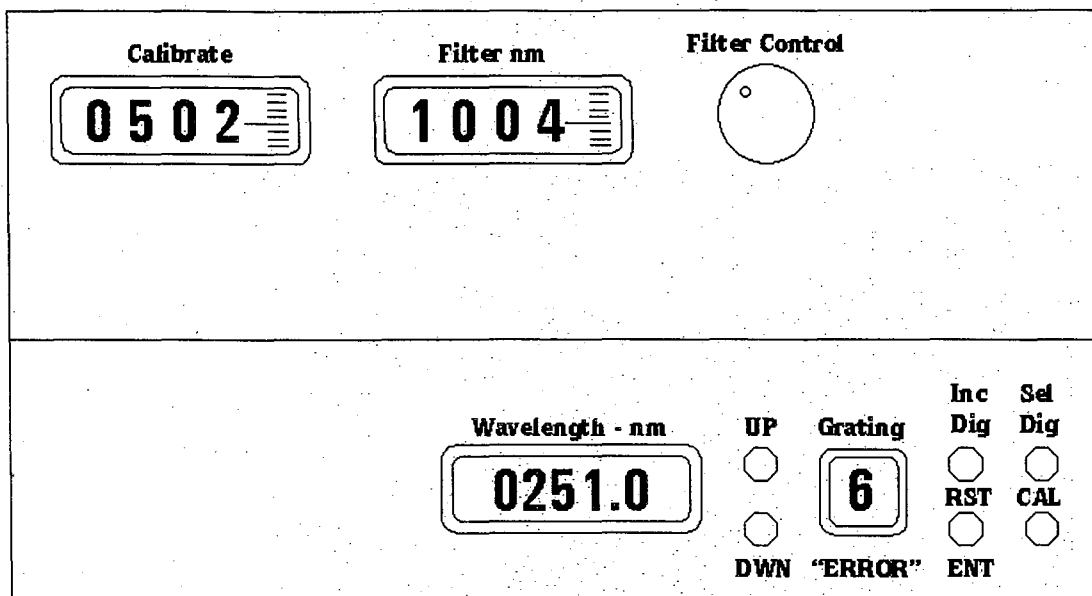 Calibrate
Filter nm
Filter Control
0502
1004
Inc Sel
Wavelength - nm
UP
Grating
Dig Dig
0251.0
6
RST CAL
DWN
"ERROR"
ENT